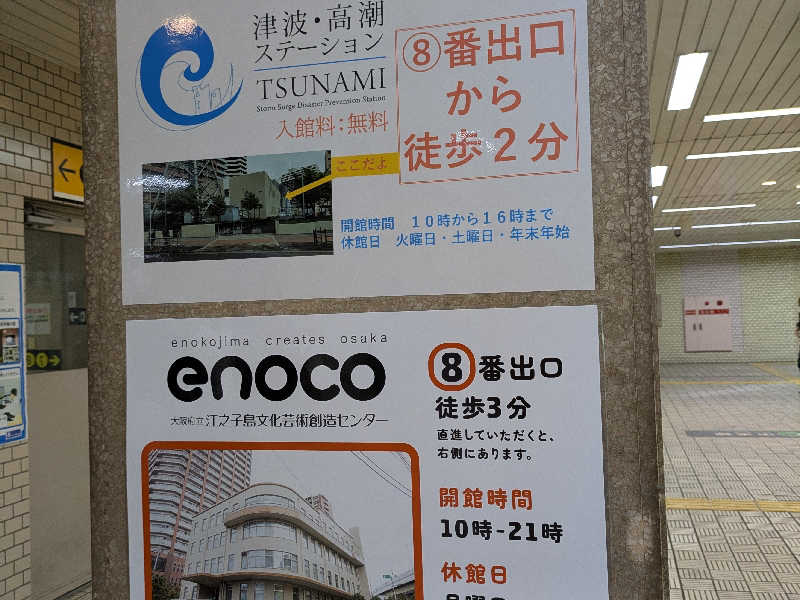 津波・高潮
ステーション
TSUNAMI
Storm Surge Disaster Prevention Station
入館料：無料
⑧番出口
から
徒歩２分
ここだよ
開館時間　１０時から１６時まで
休館日　火曜日・土曜日・年末年始
enokojima creates osaka
enoco
大阪府立江之子島文化芸術創造センター
⑧番出口
徒歩3分
直進していただくと、
右側にあります。
開館時間
10時-21時
休館日